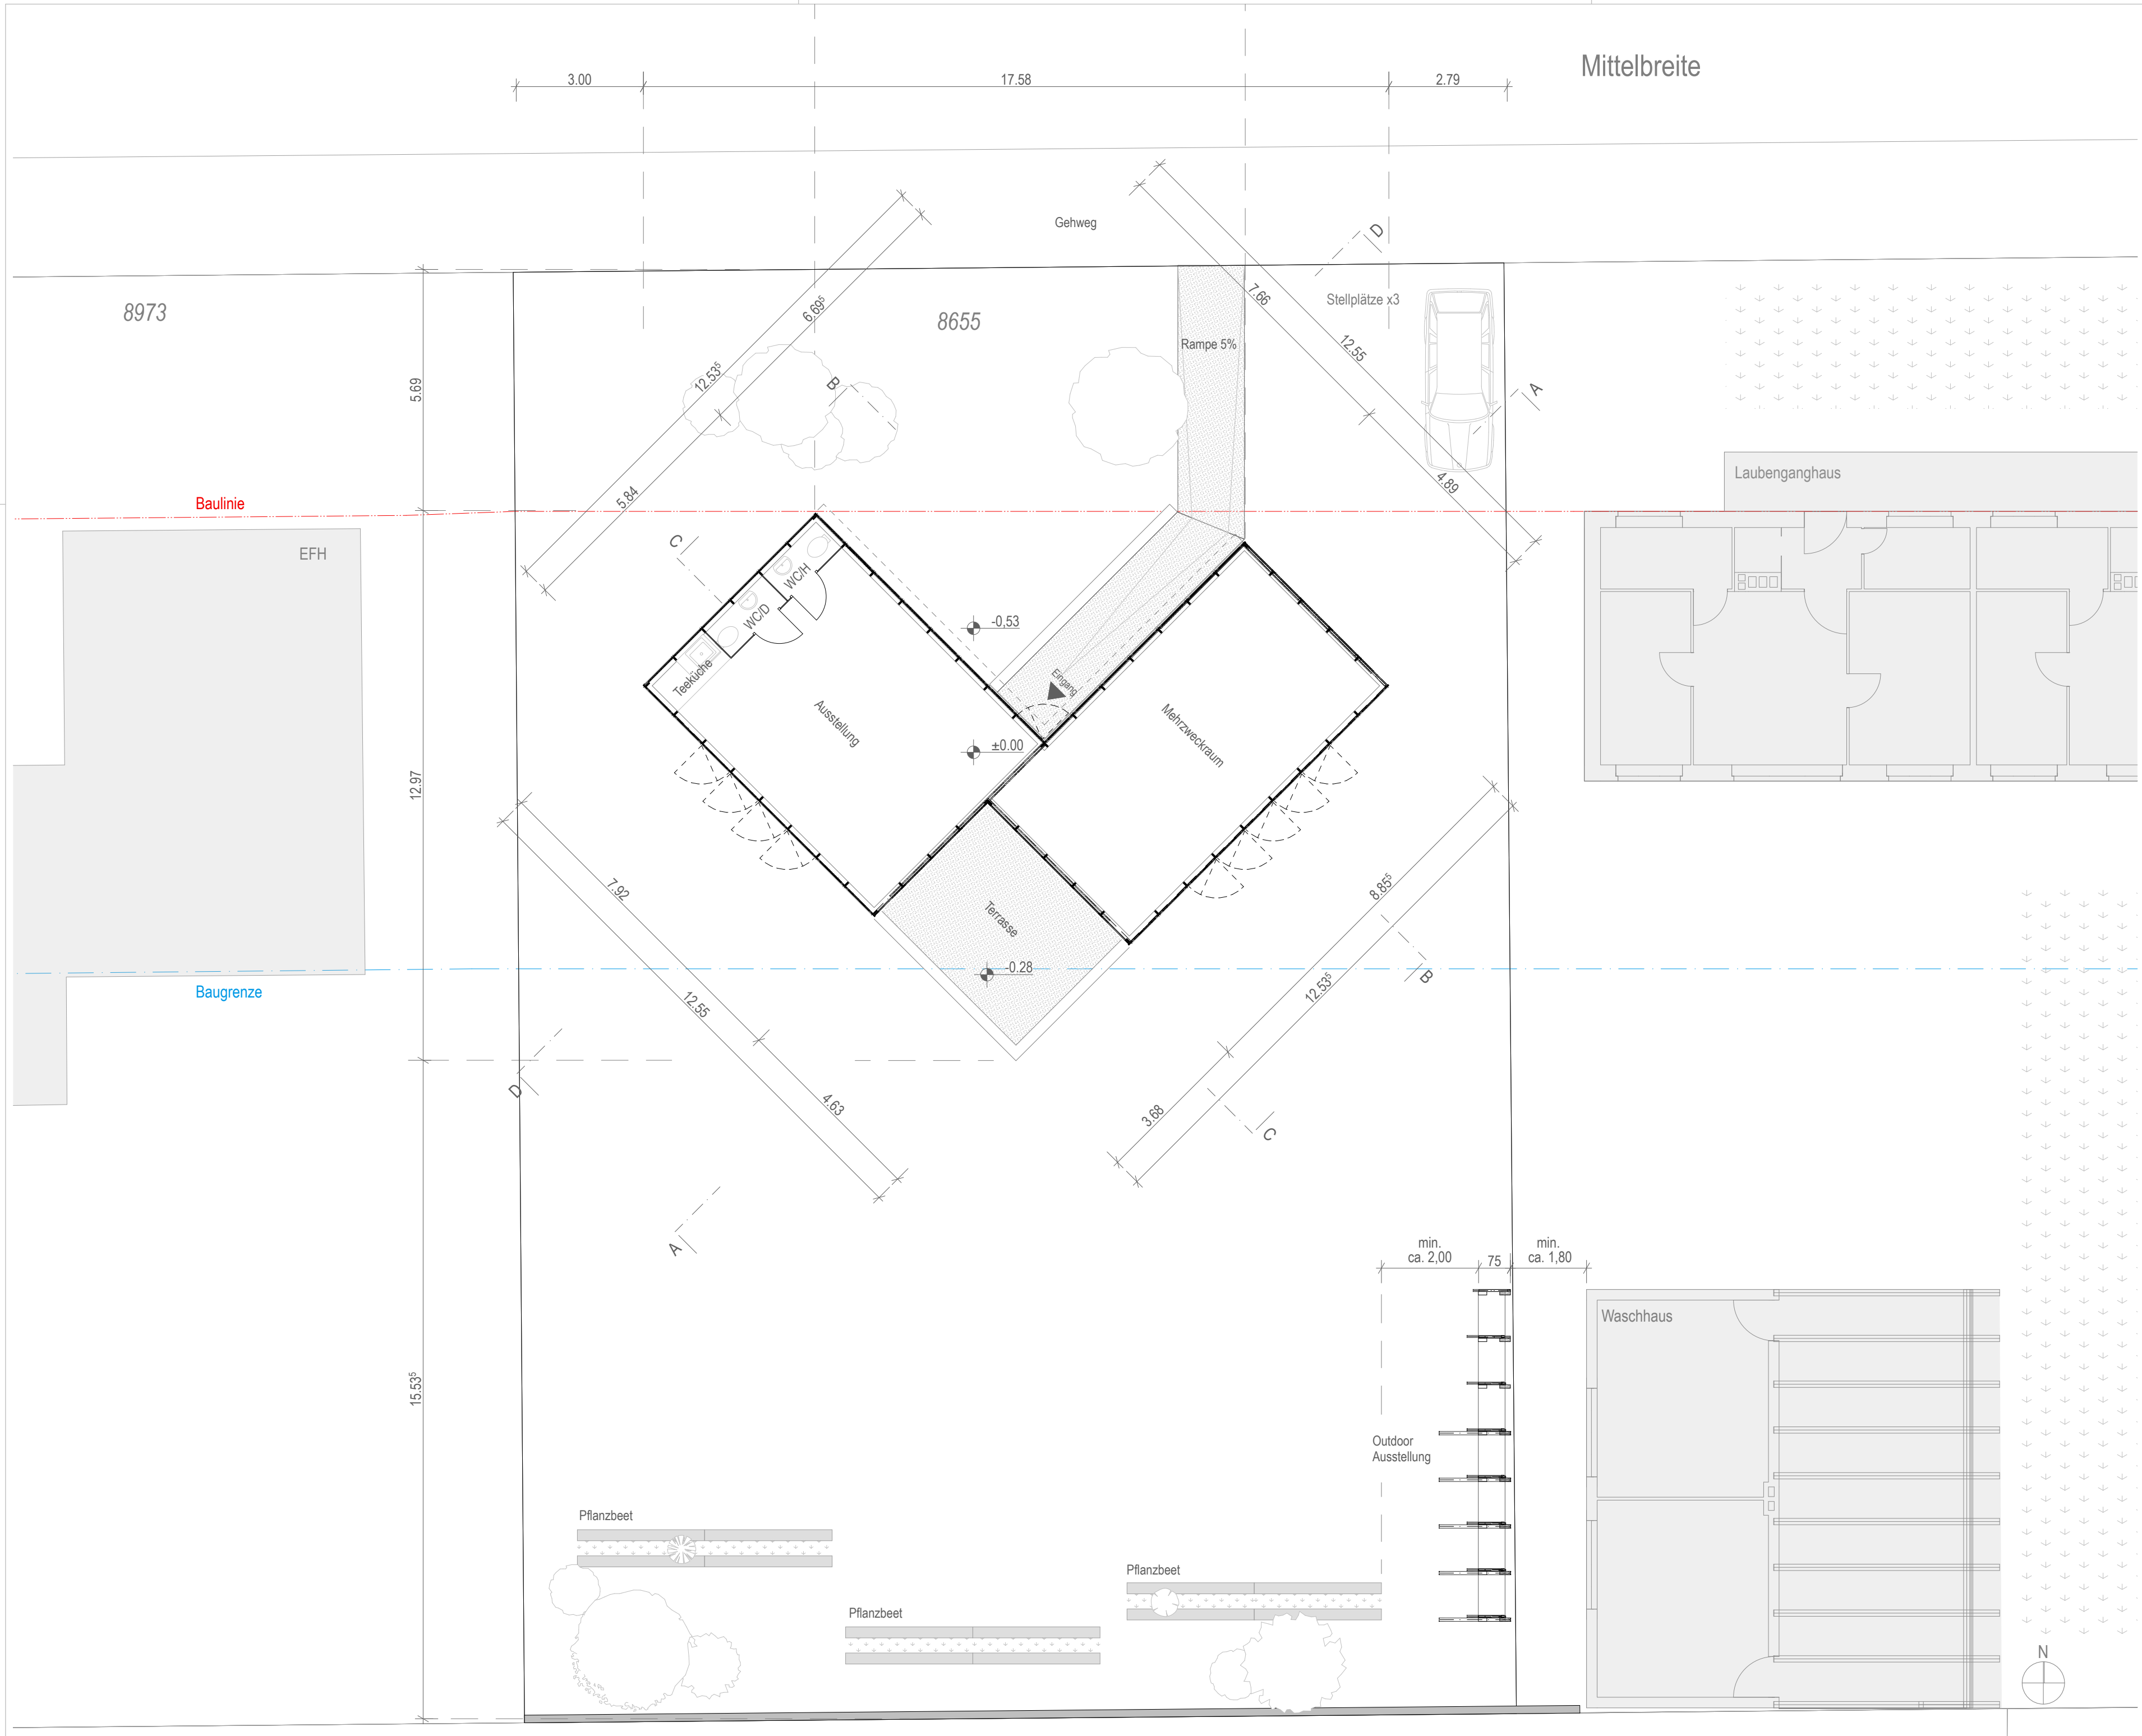 Mittelbreite
3.00
17.58
2.79
Gehweg
D
8973
8655
Stellplätze x3
7.66
6.69⁵
Rampe 5%
12.55
12.53⁵
5.69
B
A
Laubenganghaus
4.89
5.84
Baulinie
EFH
C
WC/H
WC/D
-0,53
Teeküche
Eingang
Ausstellung
Mehrzweckraum
±0.00
12.97
7.92
8.85⁵
Terrasse
-0.28
B
Baugrenze
12.55
12.53⁵
D
4.63
3.68
C
A
min.
ca. 2,00
75
min.
ca. 1,80
Waschhaus
15.53⁵
Outdoor
Ausstellung
Pflanzbeet
Pflanzbeet
Pflanzbeet
N